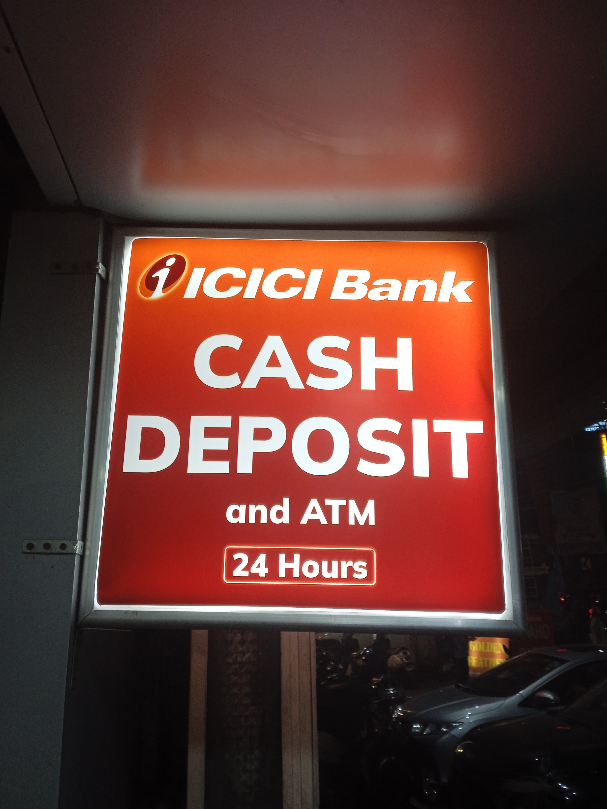 i ICICI Bank
CASH
DEPOSIT
and ATM
24 Hours